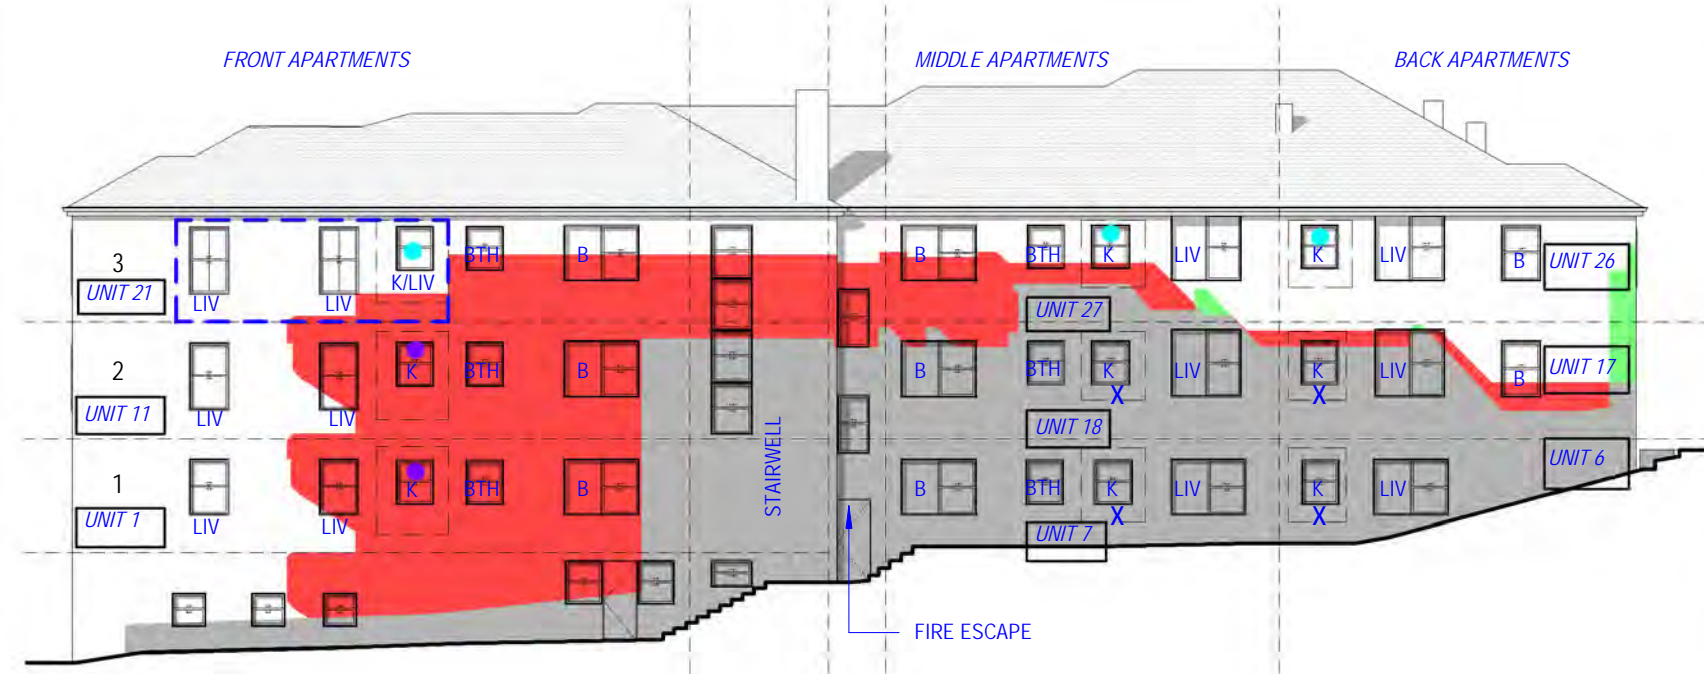 FRONT APARTMENTS
MIDDLE APARTMENTS
BACK APARTMENTS
3
UNIT 21
LIV
LIV
K/LIV
BTH
B
B
BTH
K
LIV
K
LIV
B
UNIT 26
UNIT 27
2
UNIT 11
LIV
LIV
K
BTH
B
B
BTH
K
X
LIV
K
X
LIV
B
UNIT 17
UNIT 18
1
UNIT 1
LIV
LIV
K
BTH
B
STAIRWELL
B
BTH
K
X
LIV
K
X
LIV
UNIT 6
UNIT 7
FIRE ESCAPE